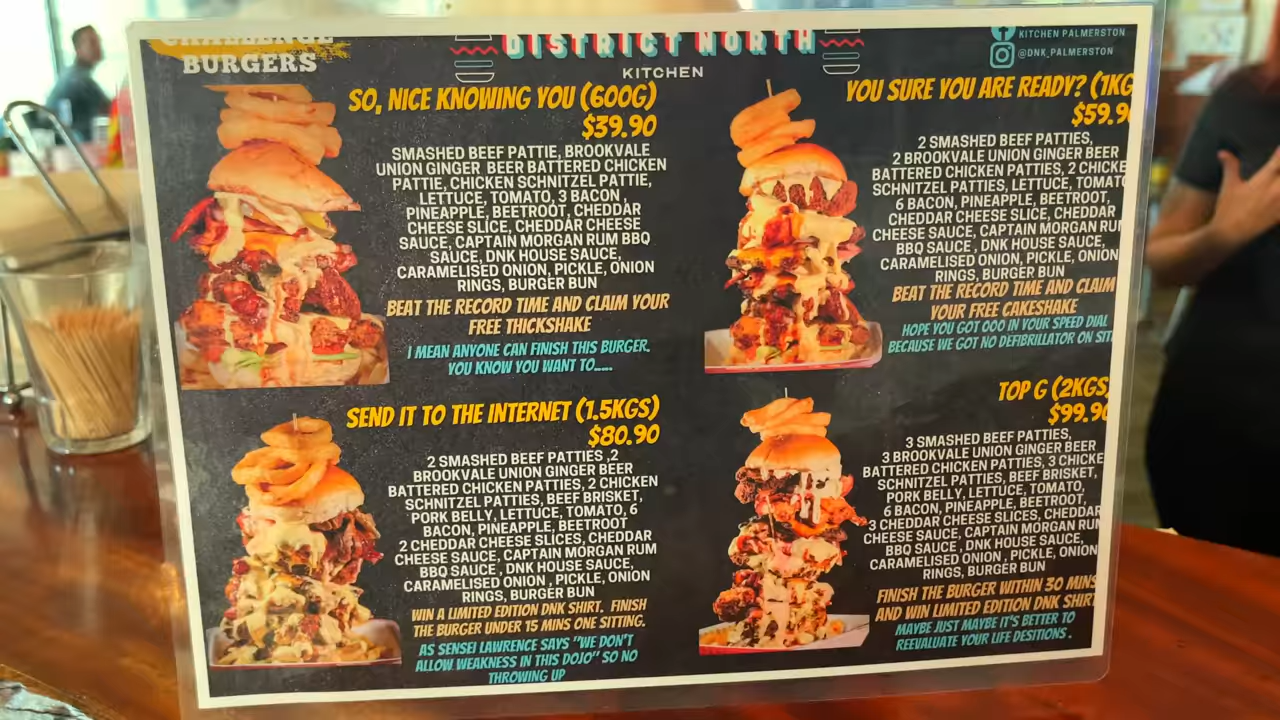 CHALLENGE
BURGERS
DISTRICT NORTH
KITCHEN
KITCHEN PALMERSTON
@DNK_PALMERSTON
SO, NICE KNOWING YOU (600G)
$39.90
SMASHED BEEF PATTIE, BROOKVALE
UNION GINGER BEER BATTERED CHICKEN
PATTIE, CHICKEN SCHNITZEL PATTIE,
LETTUCE, TOMATO, 3 BACON ,
PINEAPPLE, BEETROOT, CHEDDAR
CHEESE SLICE, CHEDDAR CHEESE
SAUCE, CAPTAIN MORGAN RUM BBQ
SAUCE, DNK HOUSE SAUCE,
CARAMELISED ONION, PICKLE, ONION
RINGS, BURGER BUN
BEAT THE RECORD TIME AND CLAIM YOUR
FREE THICKSHAKE
I MEAN ANYONE CAN FINISH THIS BURGER.
YOU KNOW YOU WANT TO.....
YOU SURE YOU ARE READY? (1KG
$59.90
2 SMASHED BEEF PATTIES,
2 BROOKVALE UNION GINGER BEER
BATTERED CHICKEN PATTIES, 2 CHICKE
SCHNITZEL PATTIES, LETTUCE, TOMATO
6 BACON, PINEAPPLE, BEETROOT,
CHEDDAR CHEESE SLICE, CHEDDAR
CHEESE SAUCE, CAPTAIN MORGAN RUM
BBQ SAUCE , DNK HOUSE SAUCE,
CARAMELISED ONION, PICKLE, ONION
RINGS, BURGER BUN
BEAT THE RECORD TIME AND CLAIM
YOUR FREE CAKESHAKE
HOPE YOU GOT 000 IN YOUR SPEED DIAL
BECAUSE WE GOT NO DEFIBRILLATOR ON SIT
SEND IT TO THE INTERNET (1.5KGS)
$80.90
2 SMASHED BEEF PATTIES ,2
BROOKVALE UNION GINGER BEER
BATTERED CHICKEN PATTIES, 2 CHICKEN
SCHNITZEL PATTIES, BEEF BRISKET,
PORK BELLY, LETTUCE, TOMATO, 6
BACON, PINEAPPLE, BEETROOT
2 CHEDDAR CHEESE SLICES, CHEDDAR
CHEESE SAUCE, CAPTAIN MORGAN RUM
BBQ SAUCE , DNK HOUSE SAUCE,
CARAMELISED ONION , PICKLE, ONION
RINGS, BURGER BUN
WIN A LIMITED EDITION DNK SHIRT. FINISH
THE BURGER UNDER 15 MINS ONE SITTING.
AS SENSEI LAWRENCE SAYS "WE DON'T
ALLOW WEAKNESS IN THIS DOJO" SO NO
THROWING UP
TOP G (2KGS)
$99.90
3 SMASHED BEEF PATTIES,
3 BROOKVALE UNION GINGER BEER
BATTERED CHICKEN PATTIES, 3 CHICKE
SCHNITZEL PATTIES, BEEF BRISKET,
PORK BELLY, LETTUCE, TOMATO,
6 BACON, PINEAPPLE, BEETROOT,
3 CHEDDAR CHEESE SLICES, CHEDDAR
CHEESE SAUCE, CAPTAIN MORGAN RUM
BBQ SAUCE , DNK HOUSE SAUCE,
CARAMELISED ONION , PICKLE, ONION
RINGS, BURGER BUN
FINISH THE BURGER WITHIN 30 MINS
AND WIN LIMITED EDITION DNK SHIRT
MAYBE JUST MAYBE IT'S BETTER TO
REEVALUATE YOUR LIFE DESITIONS .